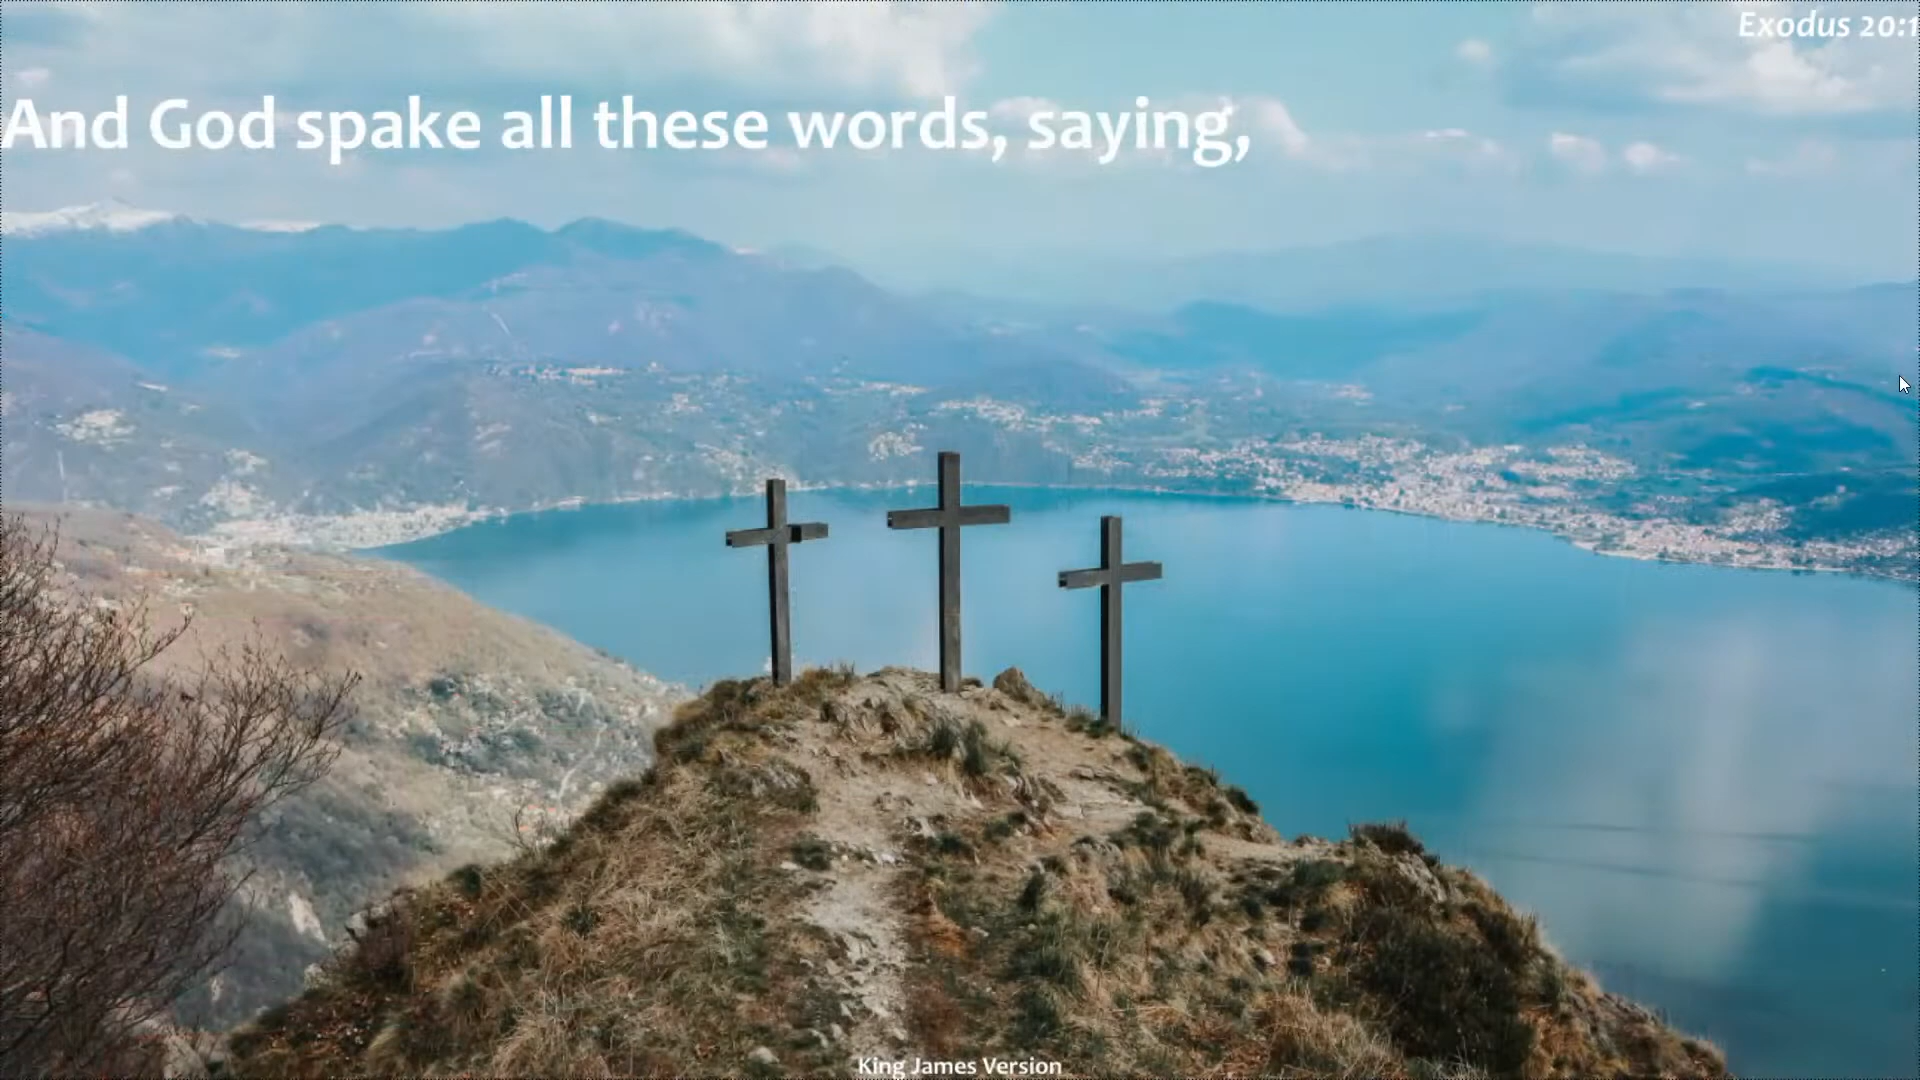 Exodus 20:1
And God spake all these words, saying,
King James Version